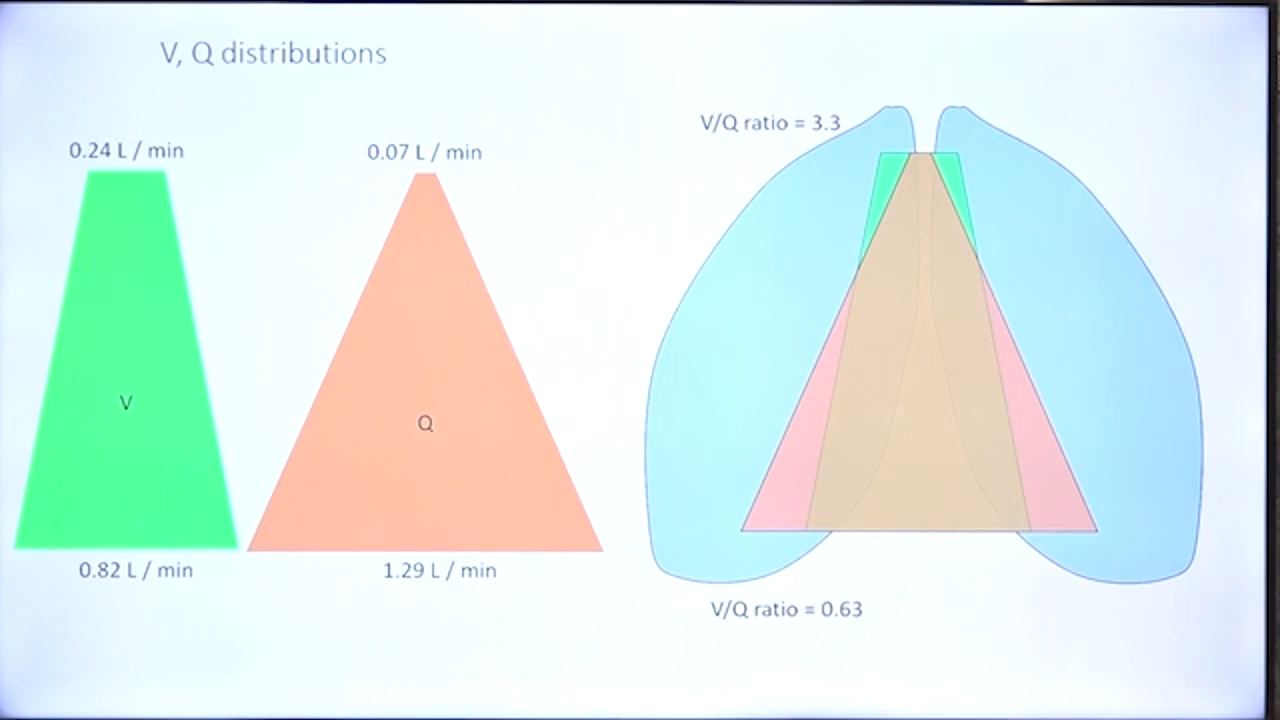 V, Q distributions
0.24 L / min
0.07 L / min
V/Q ratio = 3.3
V
Q
0.82 L / min
1.29 L / min
V/Q ratio = 0.63